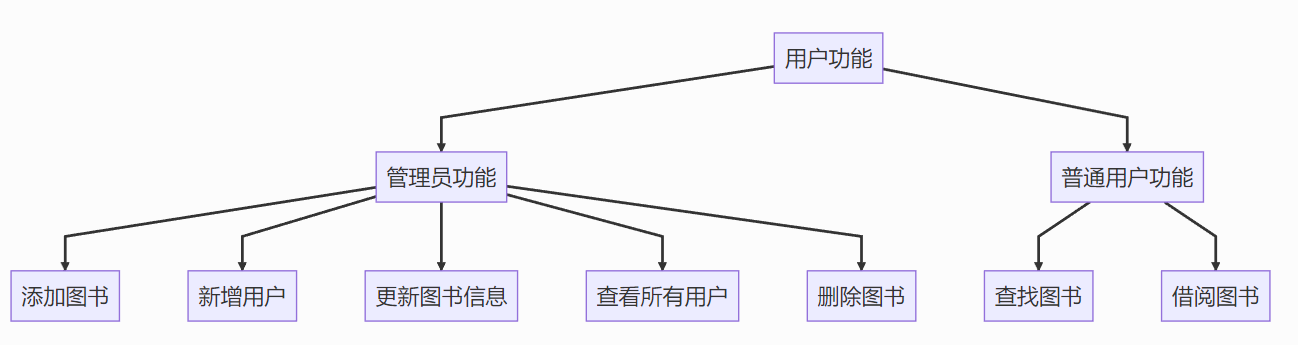 用户功能
管理员功能
普通用户功能
添加图书
新增用户
更新图书信息
查看所有用户
删除图书
查找图书
借阅图书